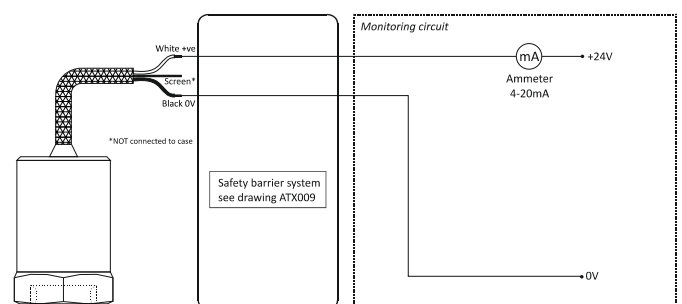 Monitoring circuit
White +ve
mA
+24V
Screen*
Ammeter
4-20mA
Black 0V
*NOT connected to case
Safety barrier system
see drawing ATX009
0V